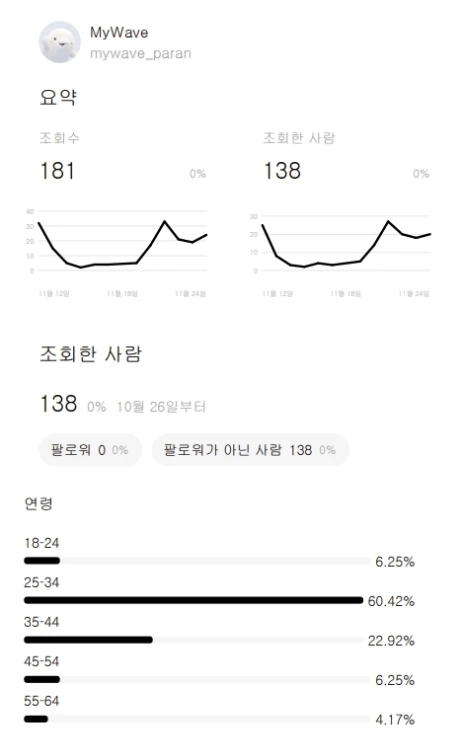 MyWave
mywave_paran
요약
조회수
조회한 사람
181 0%
138 0%
40
30
20
10
0
30
20
10
0
11월 12일 11월 18일 11월 24일
11월 12일 11월 18일 11월 24일
조회한 사람
138 0% 10월 26일부터
팔로워 0 0% 팔로워가 아닌 사람 138 0%
연령
18-24
6.25%
25-34
60.42%
35-44
22.92%
45-54
6.25%
55-64
4.17%